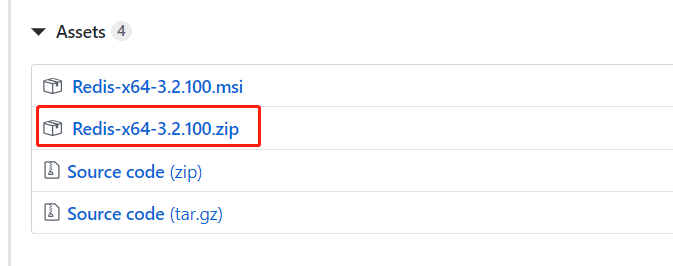 Assets 4
Redis-x64-3.2.100.msi
Redis-x64-3.2.100.zip
Source code (zip)
Source code (tar.gz)